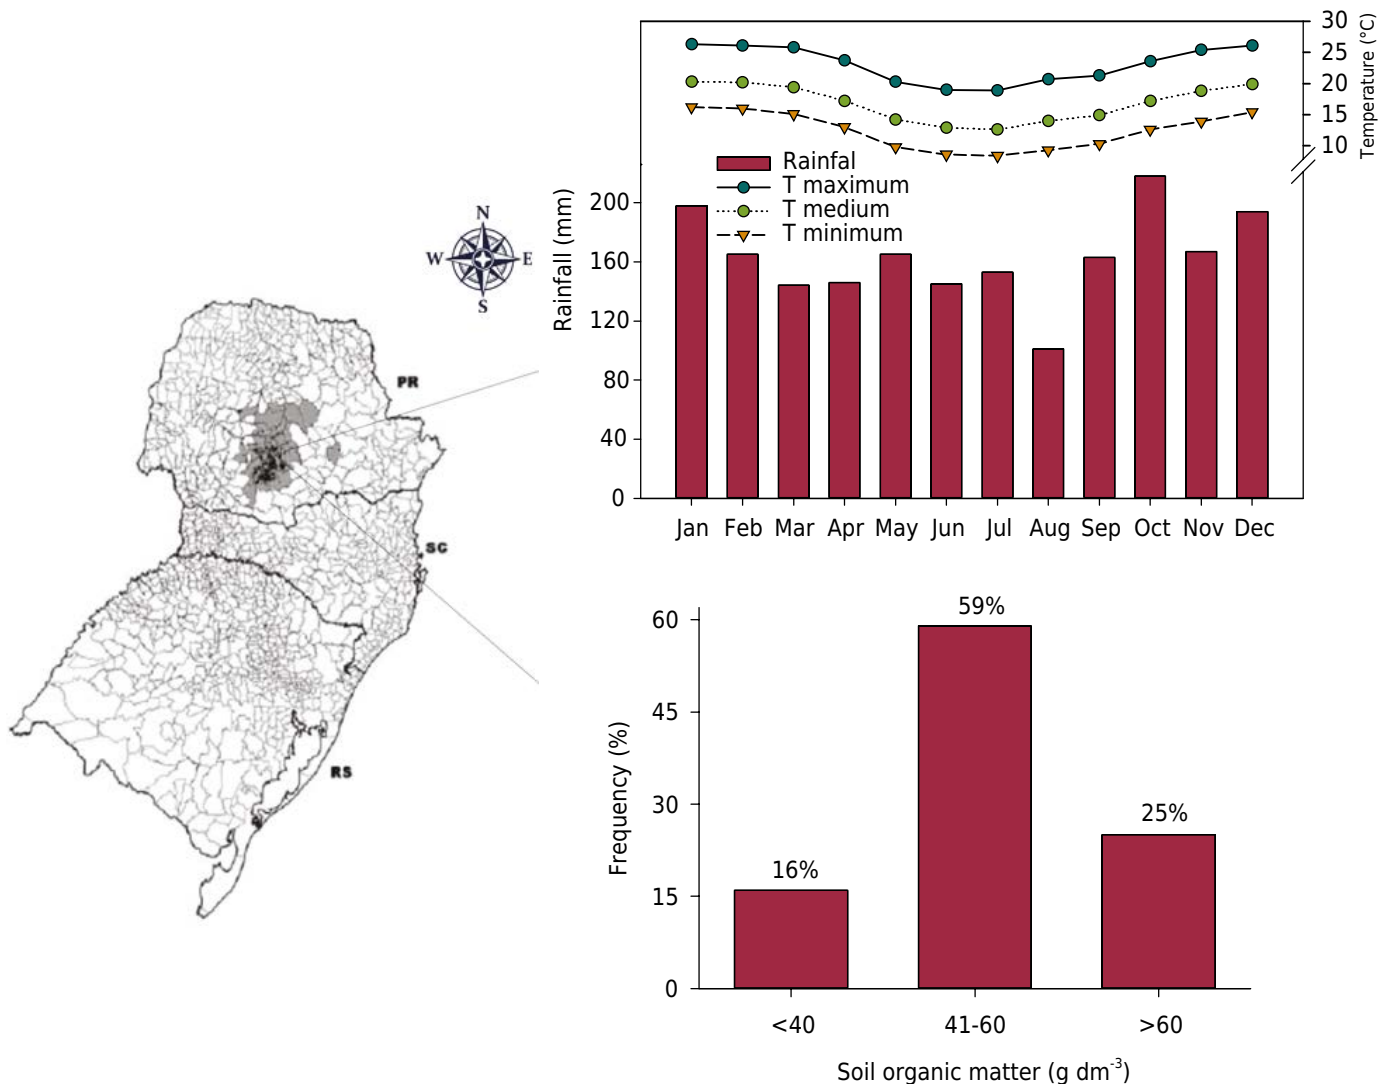 N
W E
S
PR
SC
RS
30
25
20
15
10
Temperature (°C)
Rainfal
T maximum
T medium
T minimum
Rainfall (mm)
200
160
120
80
40
0
Jan Feb Mar Apr May Jun Jul Aug Sep Oct Nov Dec
Frequency (%)
60
45
30
15
0
16%
59%
25%
<40 41-60 >60
Soil organic matter (g dm⁻³)